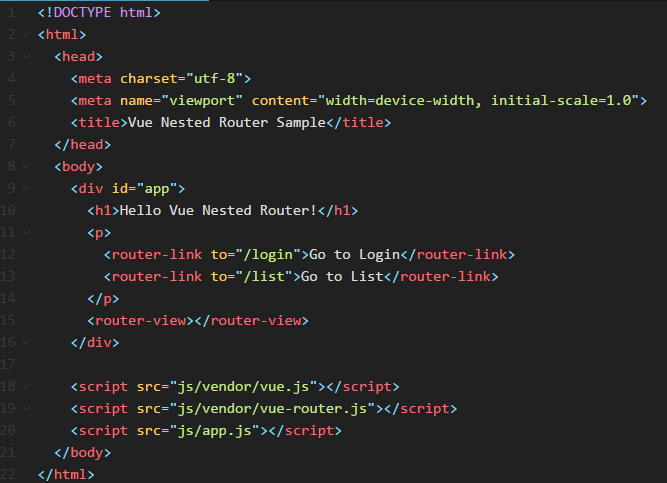 1 <!DOCTYPE html>
2 <html>
3 <head>
4 <meta charset="utf-8">
5 <meta name="viewport" content="width=device-width, initial-scale=1.0">
6 <title>Vue Nested Router Sample</title>
7 </head>
8 <body>
9 <div id="app">
10 <h1>Hello Vue Nested Router!</h1>
11 <p>
12 <router-link to="/login">Go to Login</router-link>
13 <router-link to="/list">Go to List</router-link>
14 </p>
15 <router-view></router-view>
16 </div>
17
18 <script src="js/vendor/vue.js"></script>
19 <script src="js/vendor/vue-router.js"></script>
20 <script src="js/app.js"></script>
21 </body>
22 </html>